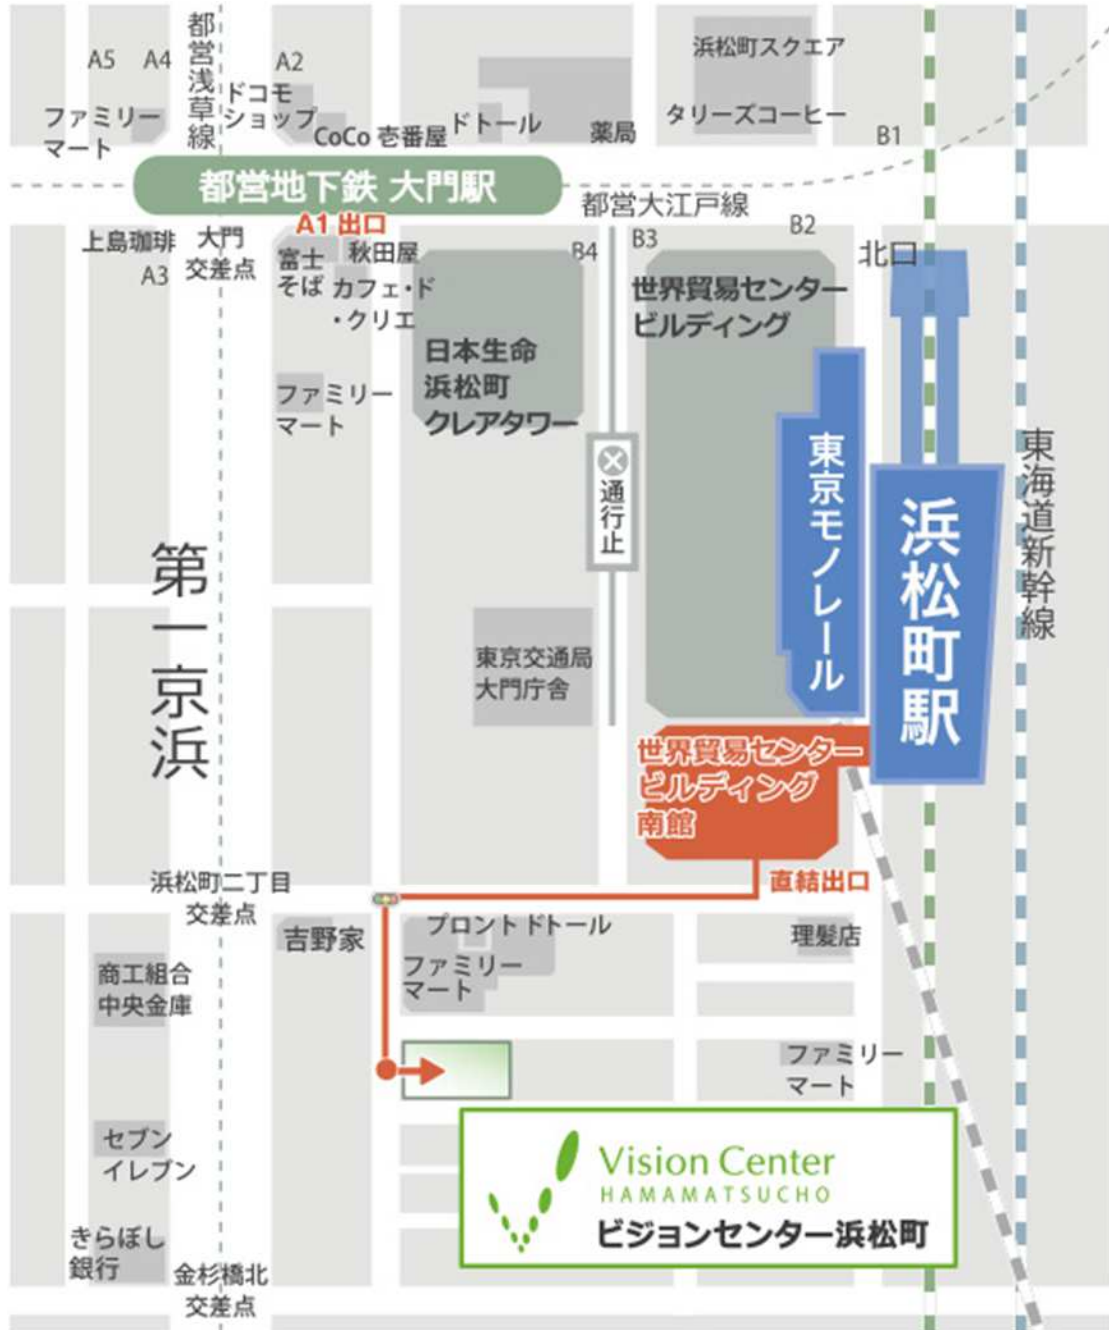 都営浅草線
浜松町スクエア
A5
A4
A2
ドコモ
ショップ
ファミリー
マート
CoCo 壱番屋
ドトール
薬局
タリーズコーヒー
B1
都営地下鉄 大門駅
都営大江戸線
A1 出口
上島珈琲
大門
交差点
A3
富士
そば
秋田屋
カフェ・ド
・クリエ
B4
B3
B2
北口
世界貿易センター
ビルディング
日本生命
浜松町
クレアタワー
ファミリー
マート
通行止
東京モノレール
浜松町駅
東海道新幹線
第一京浜
東京交通局
大門庁舎
世界貿易センター
ビルディング
南館
直結出口
浜松町二丁目
交差点
吉野家
プロント
ドトール
ファミリー
マート
理髪店
商工組合
中央金庫
ファミリー
マート
セブン
イレブン
きらぼし
銀行
金杉橋北
交差点
Vision Center
HAMAMATSUCHO
ビジョンセンター浜松町